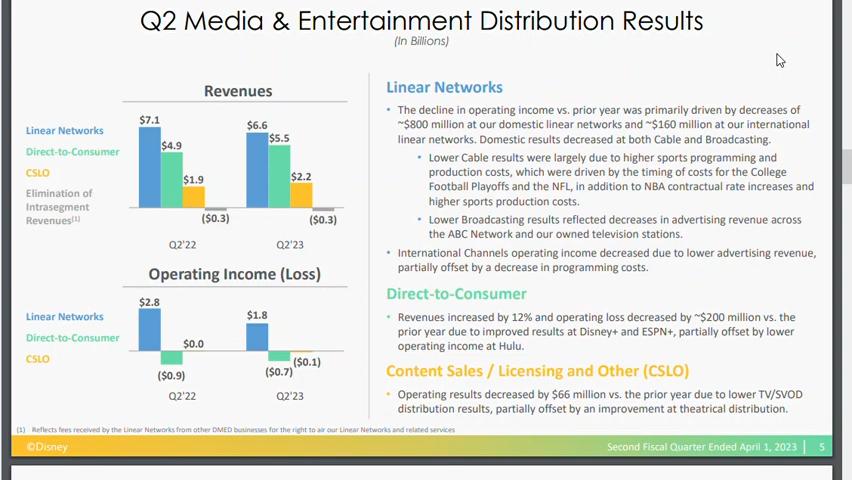 Q2 Media & Entertainment Distribution Results
(In Billions)
Revenues
Linear Networks
Direct-to-Consumer
CSLO
Elimination of
Intrasegment
Revenues(1)
$7.1
$4.9
$1.9
($0.3)
Q2'22
$6.6
$5.5
$2.2
($0.3)
Q2'23
Operating Income (Loss)
Linear Networks
Direct-to-Consumer
CSLO
$2.8
($0.9)
$0.0
Q2'22
$1.8
($0.7)
($0.1)
Q2'23
Linear Networks
• The decline in operating income vs. prior year was primarily driven by decreases of
~$800 million at our domestic linear networks and ~$160 million at our international
linear networks. Domestic results decreased at both Cable and Broadcasting.
• Lower Cable results were largely due to higher sports programming and
production costs, which were driven by the timing of costs for the College
Football Playoffs and the NFL, in addition to NBA contractual rate increases and
higher sports production costs.
• Lower Broadcasting results reflected decreases in advertising revenue across
the ABC Network and our owned television stations.
• International Channels operating income decreased due to lower advertising revenue,
partially offset by a decrease in programming costs.
Direct-to-Consumer
• Revenues increased by 12% and operating loss decreased by ~$200 million vs. the
prior year due to improved results at Disney+ and ESPN+, partially offset by lower
operating income at Hulu.
Content Sales / Licensing and Other (CSLO)
• Operating results decreased by $66 million vs. the prior year due to lower TV/SVOD
distribution results, partially offset by an improvement at theatrical distribution.
(1) Reflects fees received by the Linear Networks from other DMED businesses for the right to air our Linear Networks and related services
©Disney
Second Fiscal Quarter Ended April 1, 2023 | 5